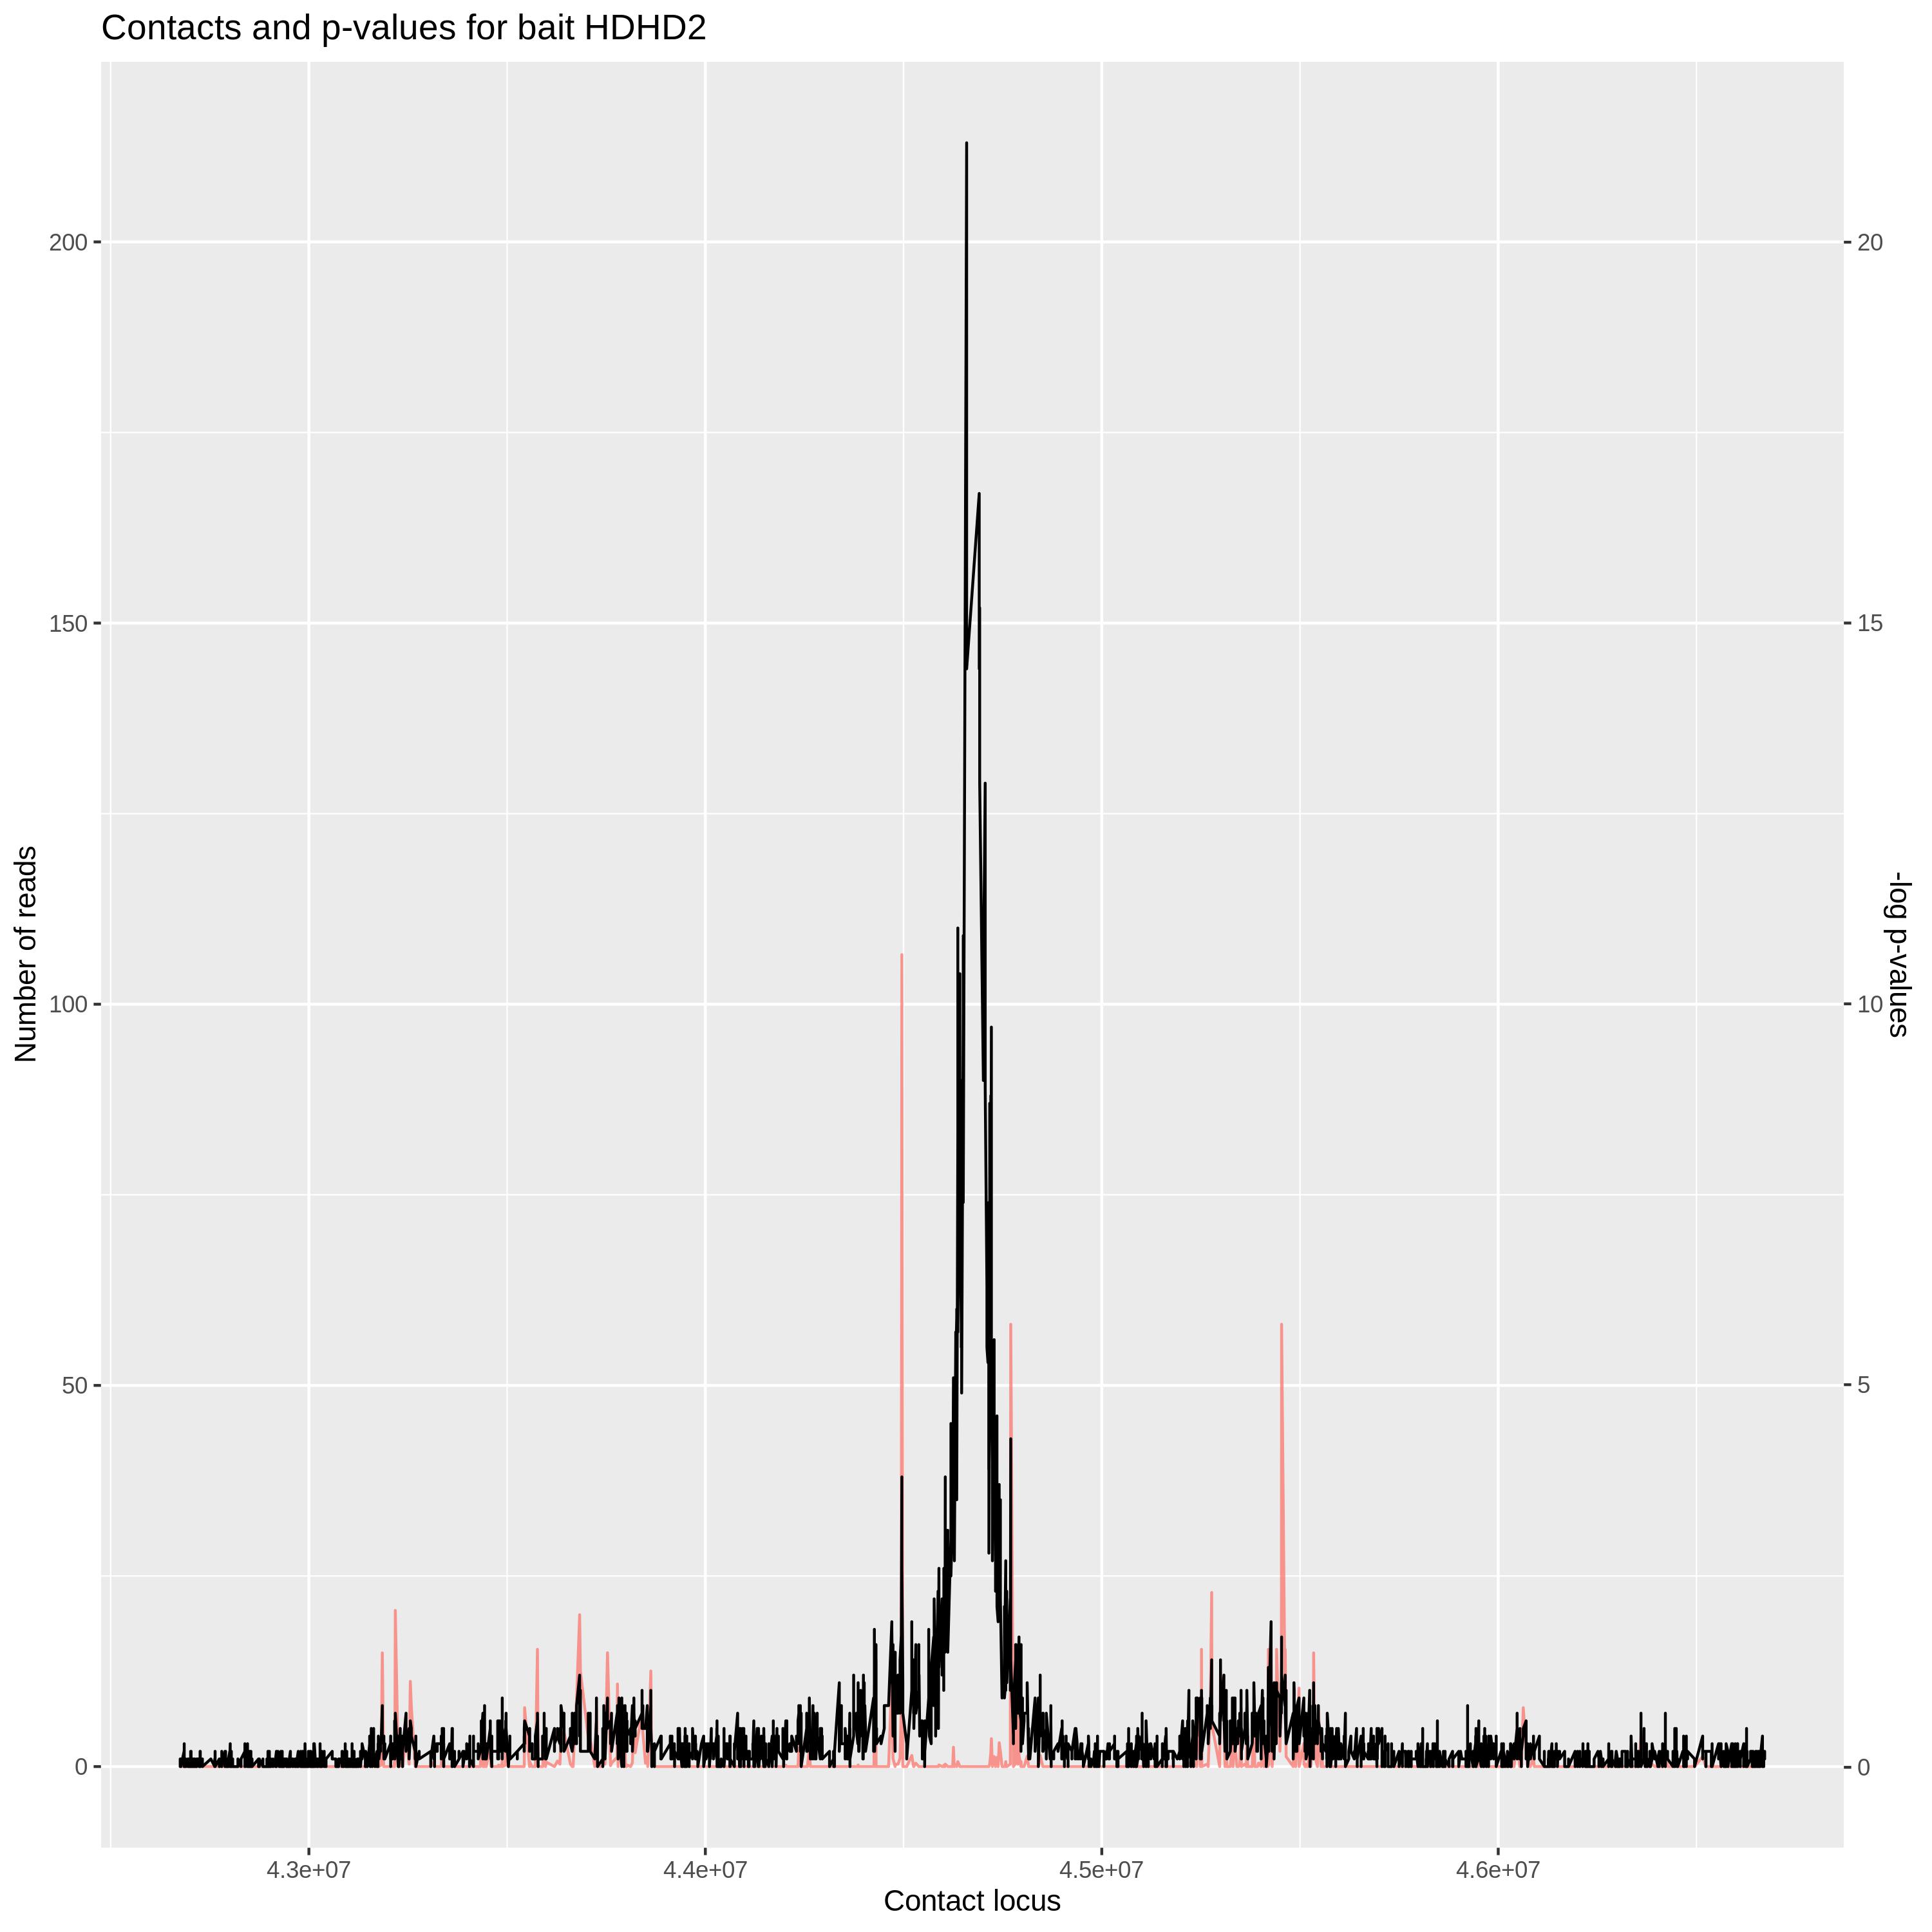 Contacts and p-values for bait HDHD2
200
150
100
50
0
Number of reads
20
15
10
5
0
-log p-values
4.3e+07
4.4e+07
4.5e+07
4.6e+07
Contact locus